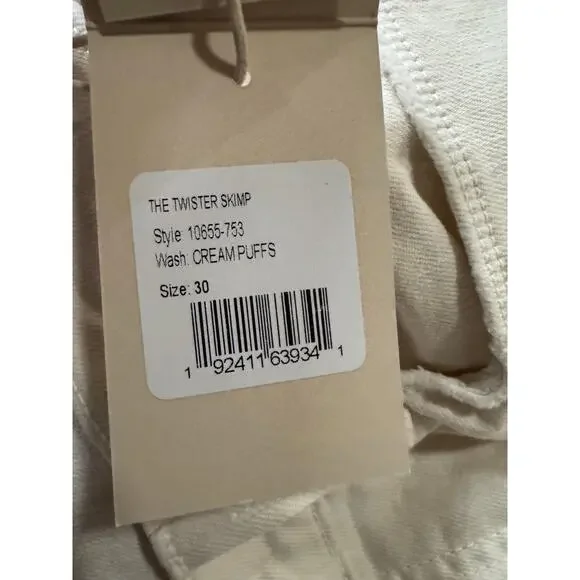 THE TWISTER SKIMP
Style: 10655-753
Wash: CREAM PUFFS
Size: 30
1 92411 63934 1